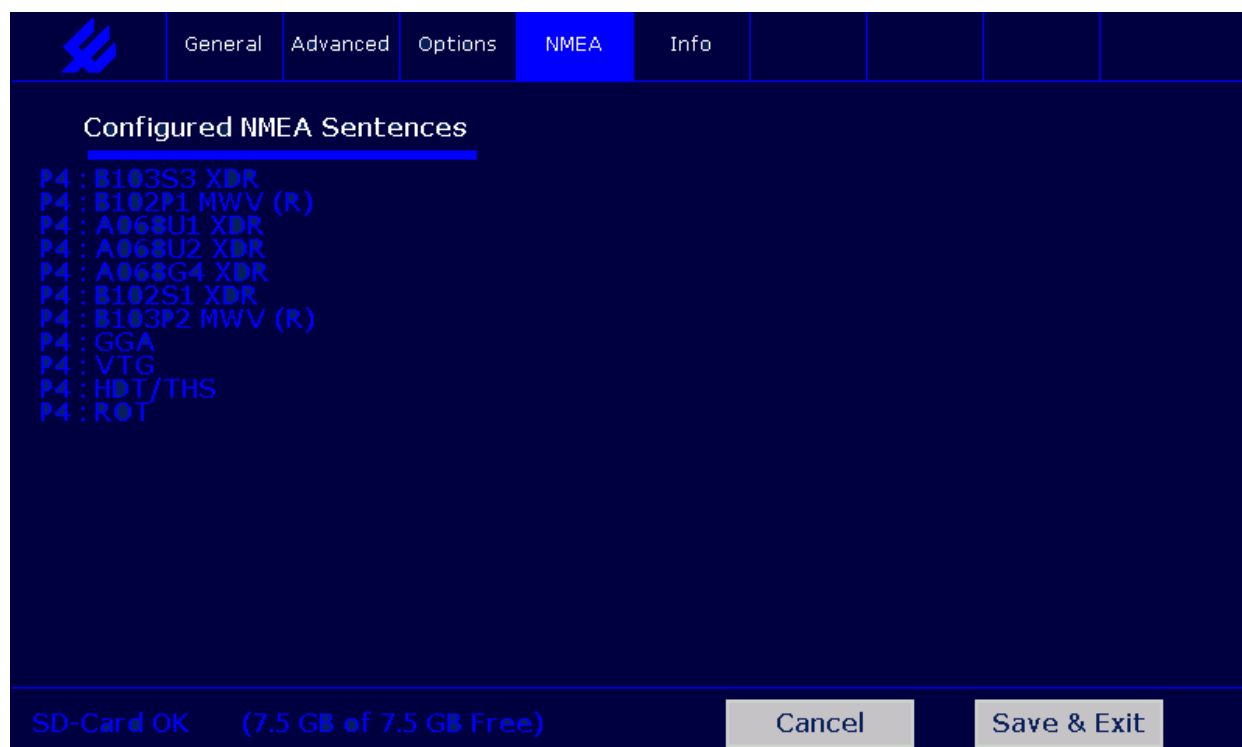 General Advanced Options NMEA Info
Configured NMEA Sentences
P4 : B103S3 XDR
P4 : B102P1 MWV (R)
P4 : A068U1 XDR
P4 : A068U2 XDR
P4 : A068G4 XDR
P4 : B102S1 XDR
P4 : B103P2 MWV (R)
P4 : GGA
P4 : VTG
P4 : HDT/THS
P4 : ROT
SD-Card OK (7.5 GB of 7.5 GB Free) Cancel Save & Exit